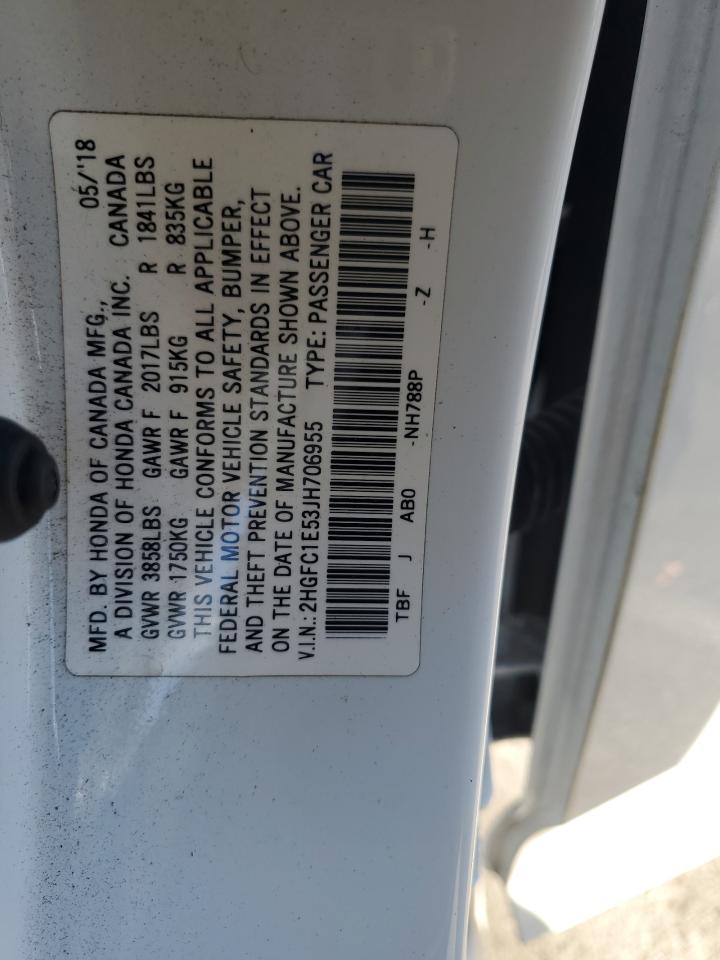 MFD. BY HONDA OF CANADA MFG., 05/'18
A DIVISION OF HONDA CANADA INC. CANADA
GVWR 3858LBS GAWR F 2017LBS R 1841LBS
GVWR 1750KG GAWR F 915KG R 835KG
THIS VEHICLE CONFORMS TO ALL APPLICABLE
FEDERAL MOTOR VEHICLE SAFETY, BUMPER,
AND THEFT PREVENTION STANDARDS IN EFFECT
ON THE DATE OF MANUFACTURE SHOWN ABOVE.
V.I.N.: 2HGFC1E53JH706955 TYPE: PASSENGER CAR
TBF J AB0 -NH788P -Z -H